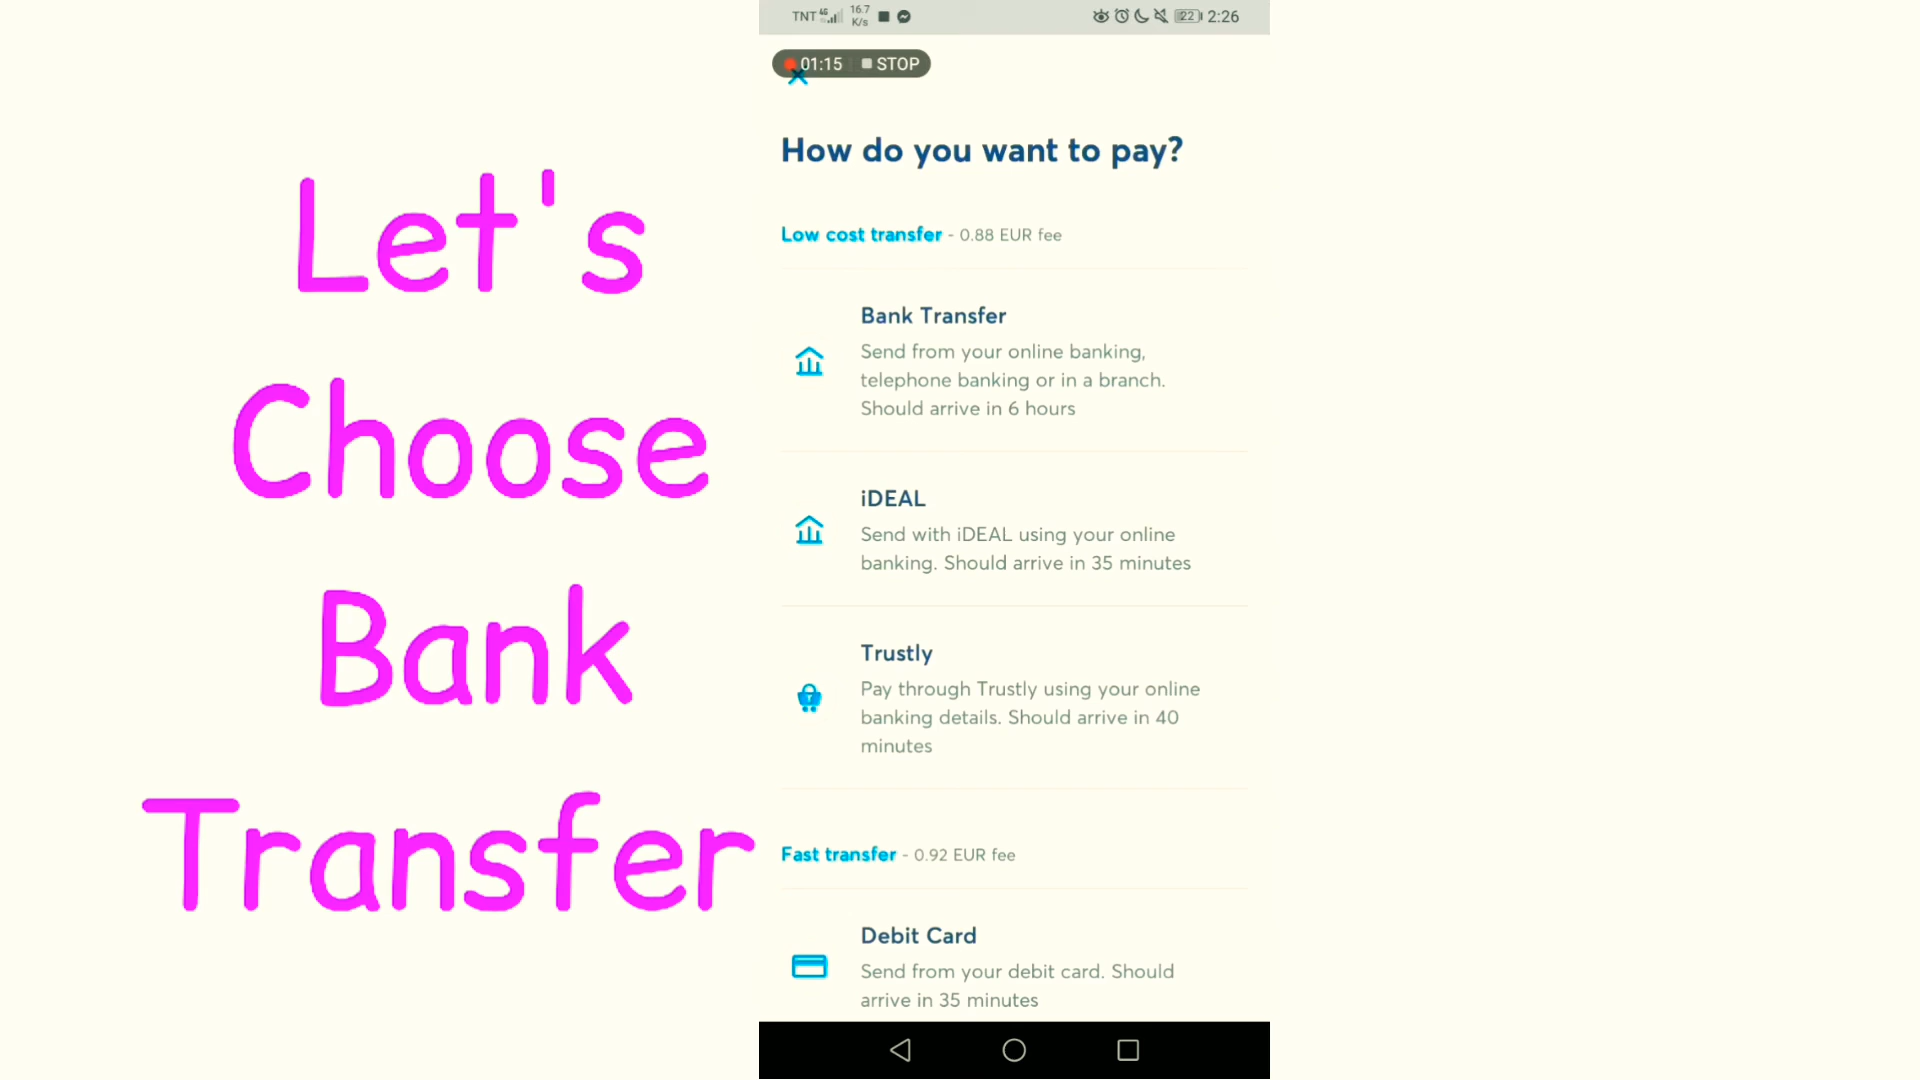 Let's
Choose
Bank
Transfer
TNT 4G 16.7 K/s 22 2:26
01:15 STOP
How do you want to pay?
Low cost transfer - 0.88 EUR fee
Bank Transfer
Send from your online banking,
telephone banking or in a branch.
Should arrive in 6 hours
iDEAL
Send with iDEAL using your online
banking. Should arrive in 35 minutes
Trustly
Pay through Trustly using your online
banking details. Should arrive in 40
minutes
Fast transfer - 0.92 EUR fee
Debit Card
Send from your debit card. Should
arrive in 35 minutes